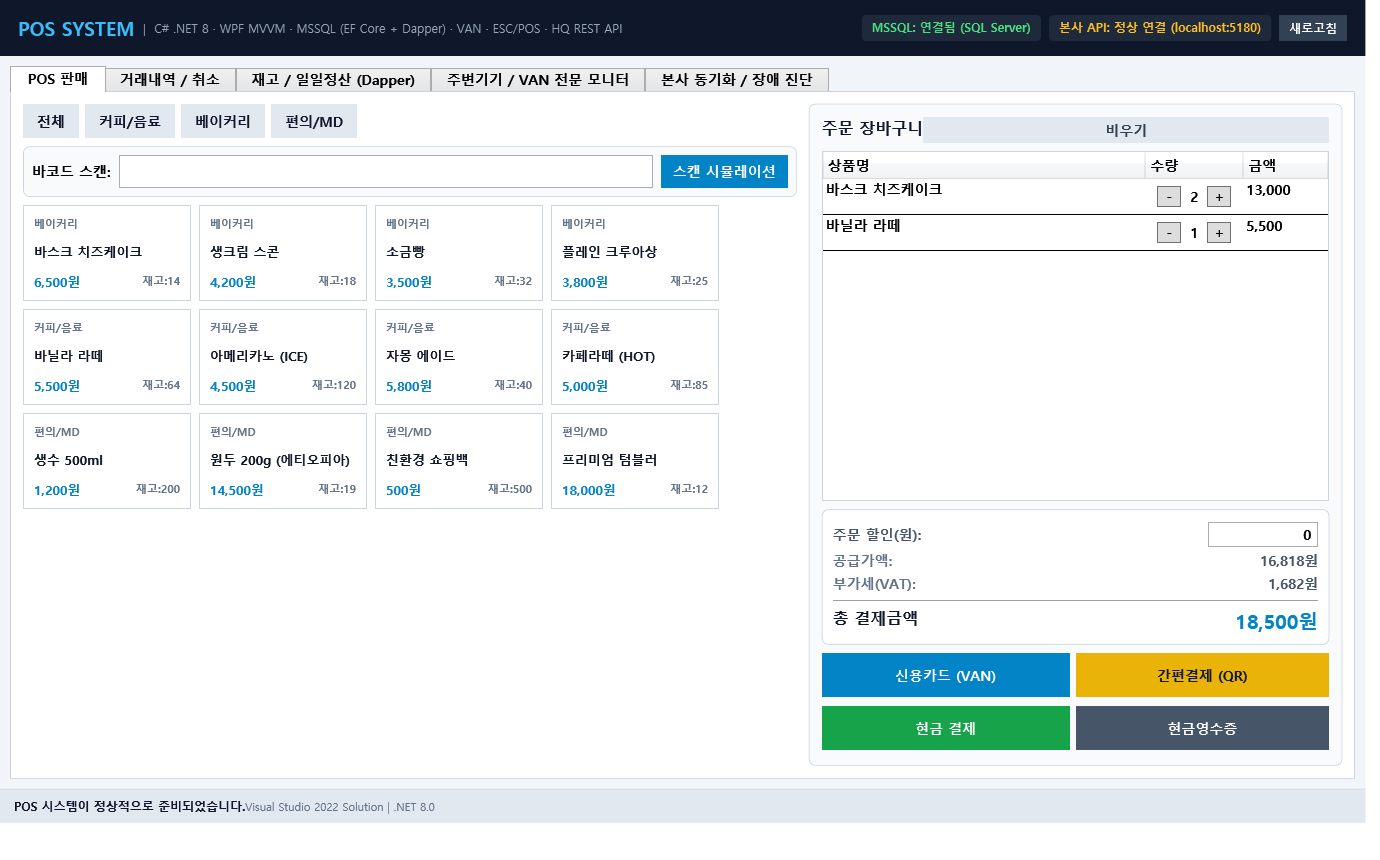 POS SYSTEM | C# .NET 8 · WPF MVVM · MSSQL (EF Core + Dapper) · VAN · ESC/POS · HQ REST API
MSSQL: 연결됨 (SQL Server) 본사 API: 정상 연결 (localhost:5180) 새로고침
POS 판매 거래내역 / 취소 재고 / 일일정산 (Dapper) 주변기기 / VAN 전문 모니터 본사 동기화 / 장애 진단
전체 커피/음료 베이커리 편의/MD
바코드 스캔: 스캔 시뮬레이션
베이커리 베이커리 베이커리 베이커리
바스크 치즈케이크 생크림 스콘 소금빵 플레인 크루아상
6,500원 재고:14 4,200원 재고:18 3,500원 재고:32 3,800원 재고:25
커피/음료 커피/음료 커피/음료 커피/음료
바닐라 라떼 아메리카노 (ICE) 자몽 에이드 카페라떼 (HOT)
5,500원 재고:64 4,500원 재고:120 5,800원 재고:40 5,000원 재고:85
편의/MD 편의/MD 편의/MD 편의/MD
생수 500ml 원두 200g (에티오피아) 친환경 쇼핑백 프리미엄 텀블러
1,200원 재고:200 14,500원 재고:19 500원 재고:500 18,000원 재고:12
주문 장바구니 비우기
상품명 수량 금액
바스크 치즈케이크 - 2 + 13,000
바닐라 라떼 - 1 + 5,500
주문 할인(원): 0
공급가액: 16,818원
부가세(VAT): 1,682원
총 결제금액 18,500원
신용카드 (VAN) 간편결제 (QR)
현금 결제 현금영수증
POS 시스템이 정상적으로 준비되었습니다.Visual Studio 2022 Solution | .NET 8.0